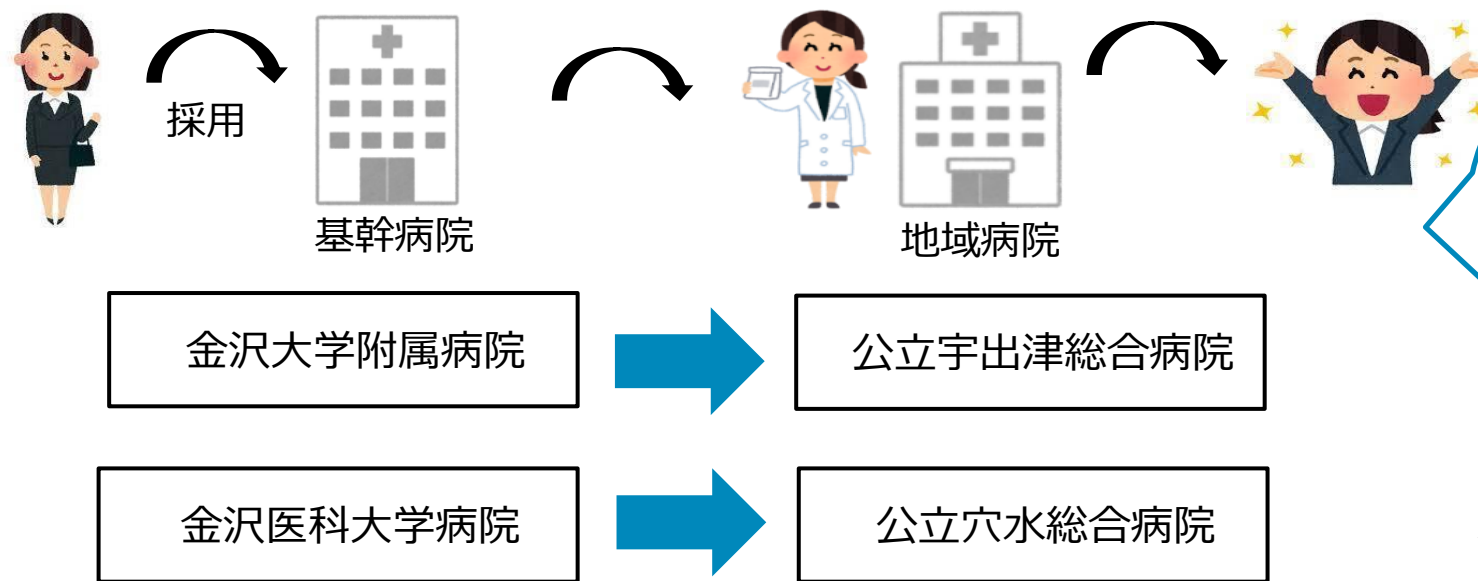 採用
基幹病院
地域病院
金沢大学附属病院
公立宇出津総合病院
金沢医科大学病院
公立穴水総合病院